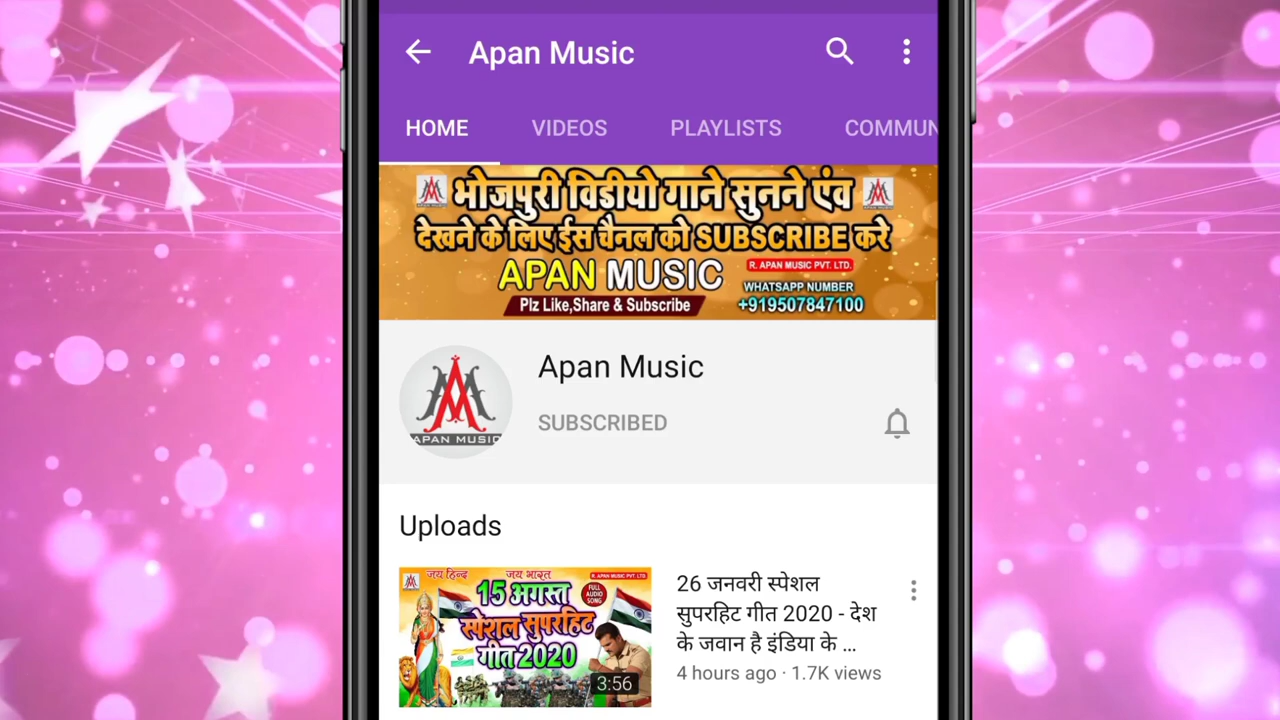 Apan Music
HOME VIDEOS PLAYLISTS COMMUN
भोजपुरी विडीयो गाने सुनने एंव
देखने के लिए ईस चैनल को SUBSCRIBE करे
APAN MUSIC
R. APAN MUSIC PVT. LTD.
WHATSAPP NUMBER
+919507847100
Plz Like,Share & Subscribe
Apan Music
SUBSCRIBED
APAN MUSIC
Uploads
जय हिन्द जय भारत
R. APAN MUSIC PVT. LTD
15 अगस्त
FULL
AUDIO
SONG
स्पेशल सुपरहिट
गीत 2020
3:56
26 जनवरी स्पेशल
सुपरहिट गीत 2020 - देश
के जवान है इंडिया के ...
4 hours ago · 1.7K views